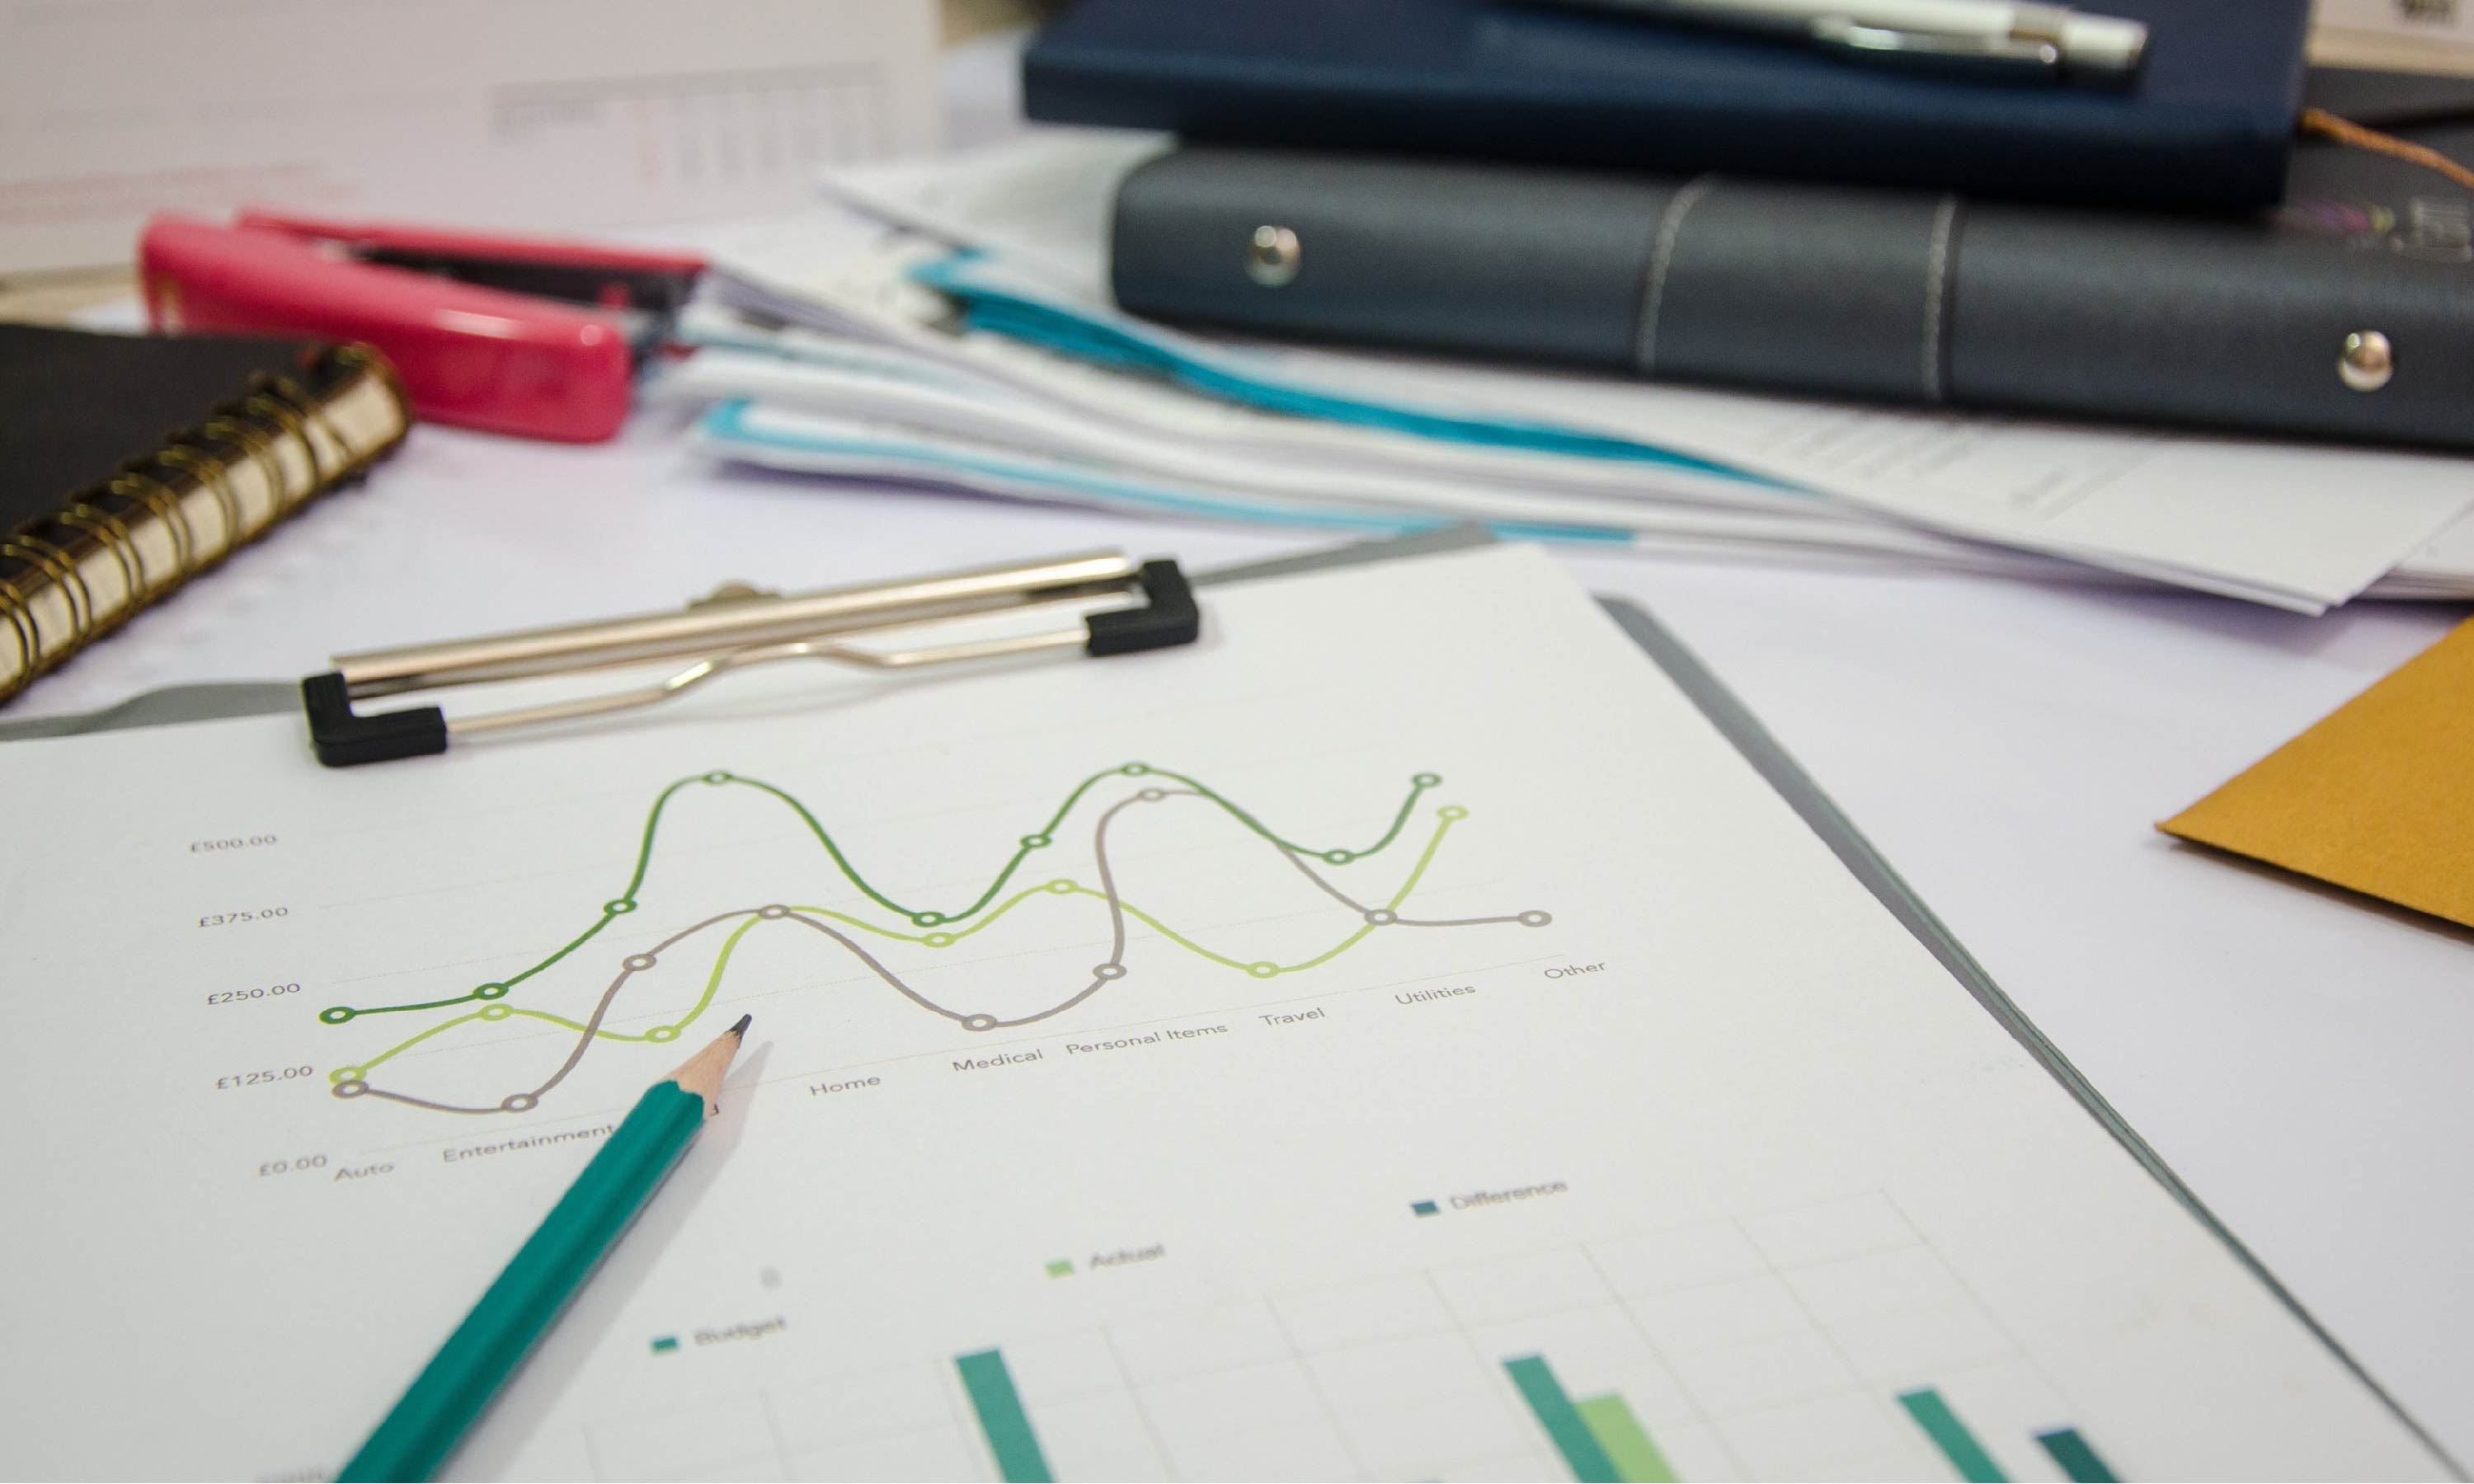 £500.00
£375.00
£250.00
£125.00
£0.00
Auto
Entertainment
Home
Medical
Personal Items
Travel
Utilities
Other
Budget
Actual
Difference